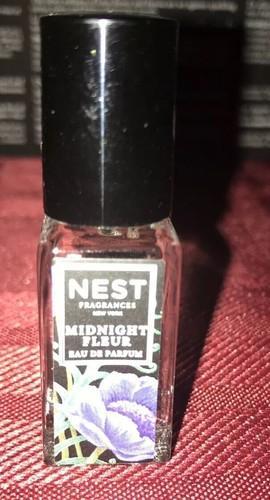 NEST
FRAGRANCES
NEW YORK
MIDNIGHT
FLEUR
EAU DE PARFUM